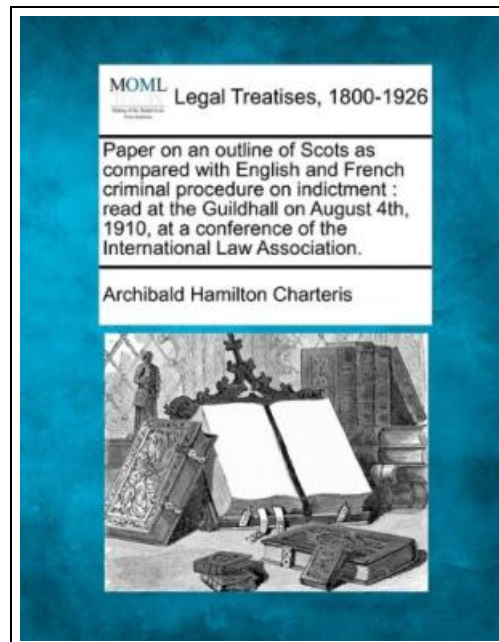 MOML
Legal Treatises, 1800-1926
Paper on an outline of Scots as
compared with English and French
criminal procedure on indictment :
read at the Guildhall on August 4th,
1910, at a conference of the
International Law Association.
Archibald Hamilton Charteris